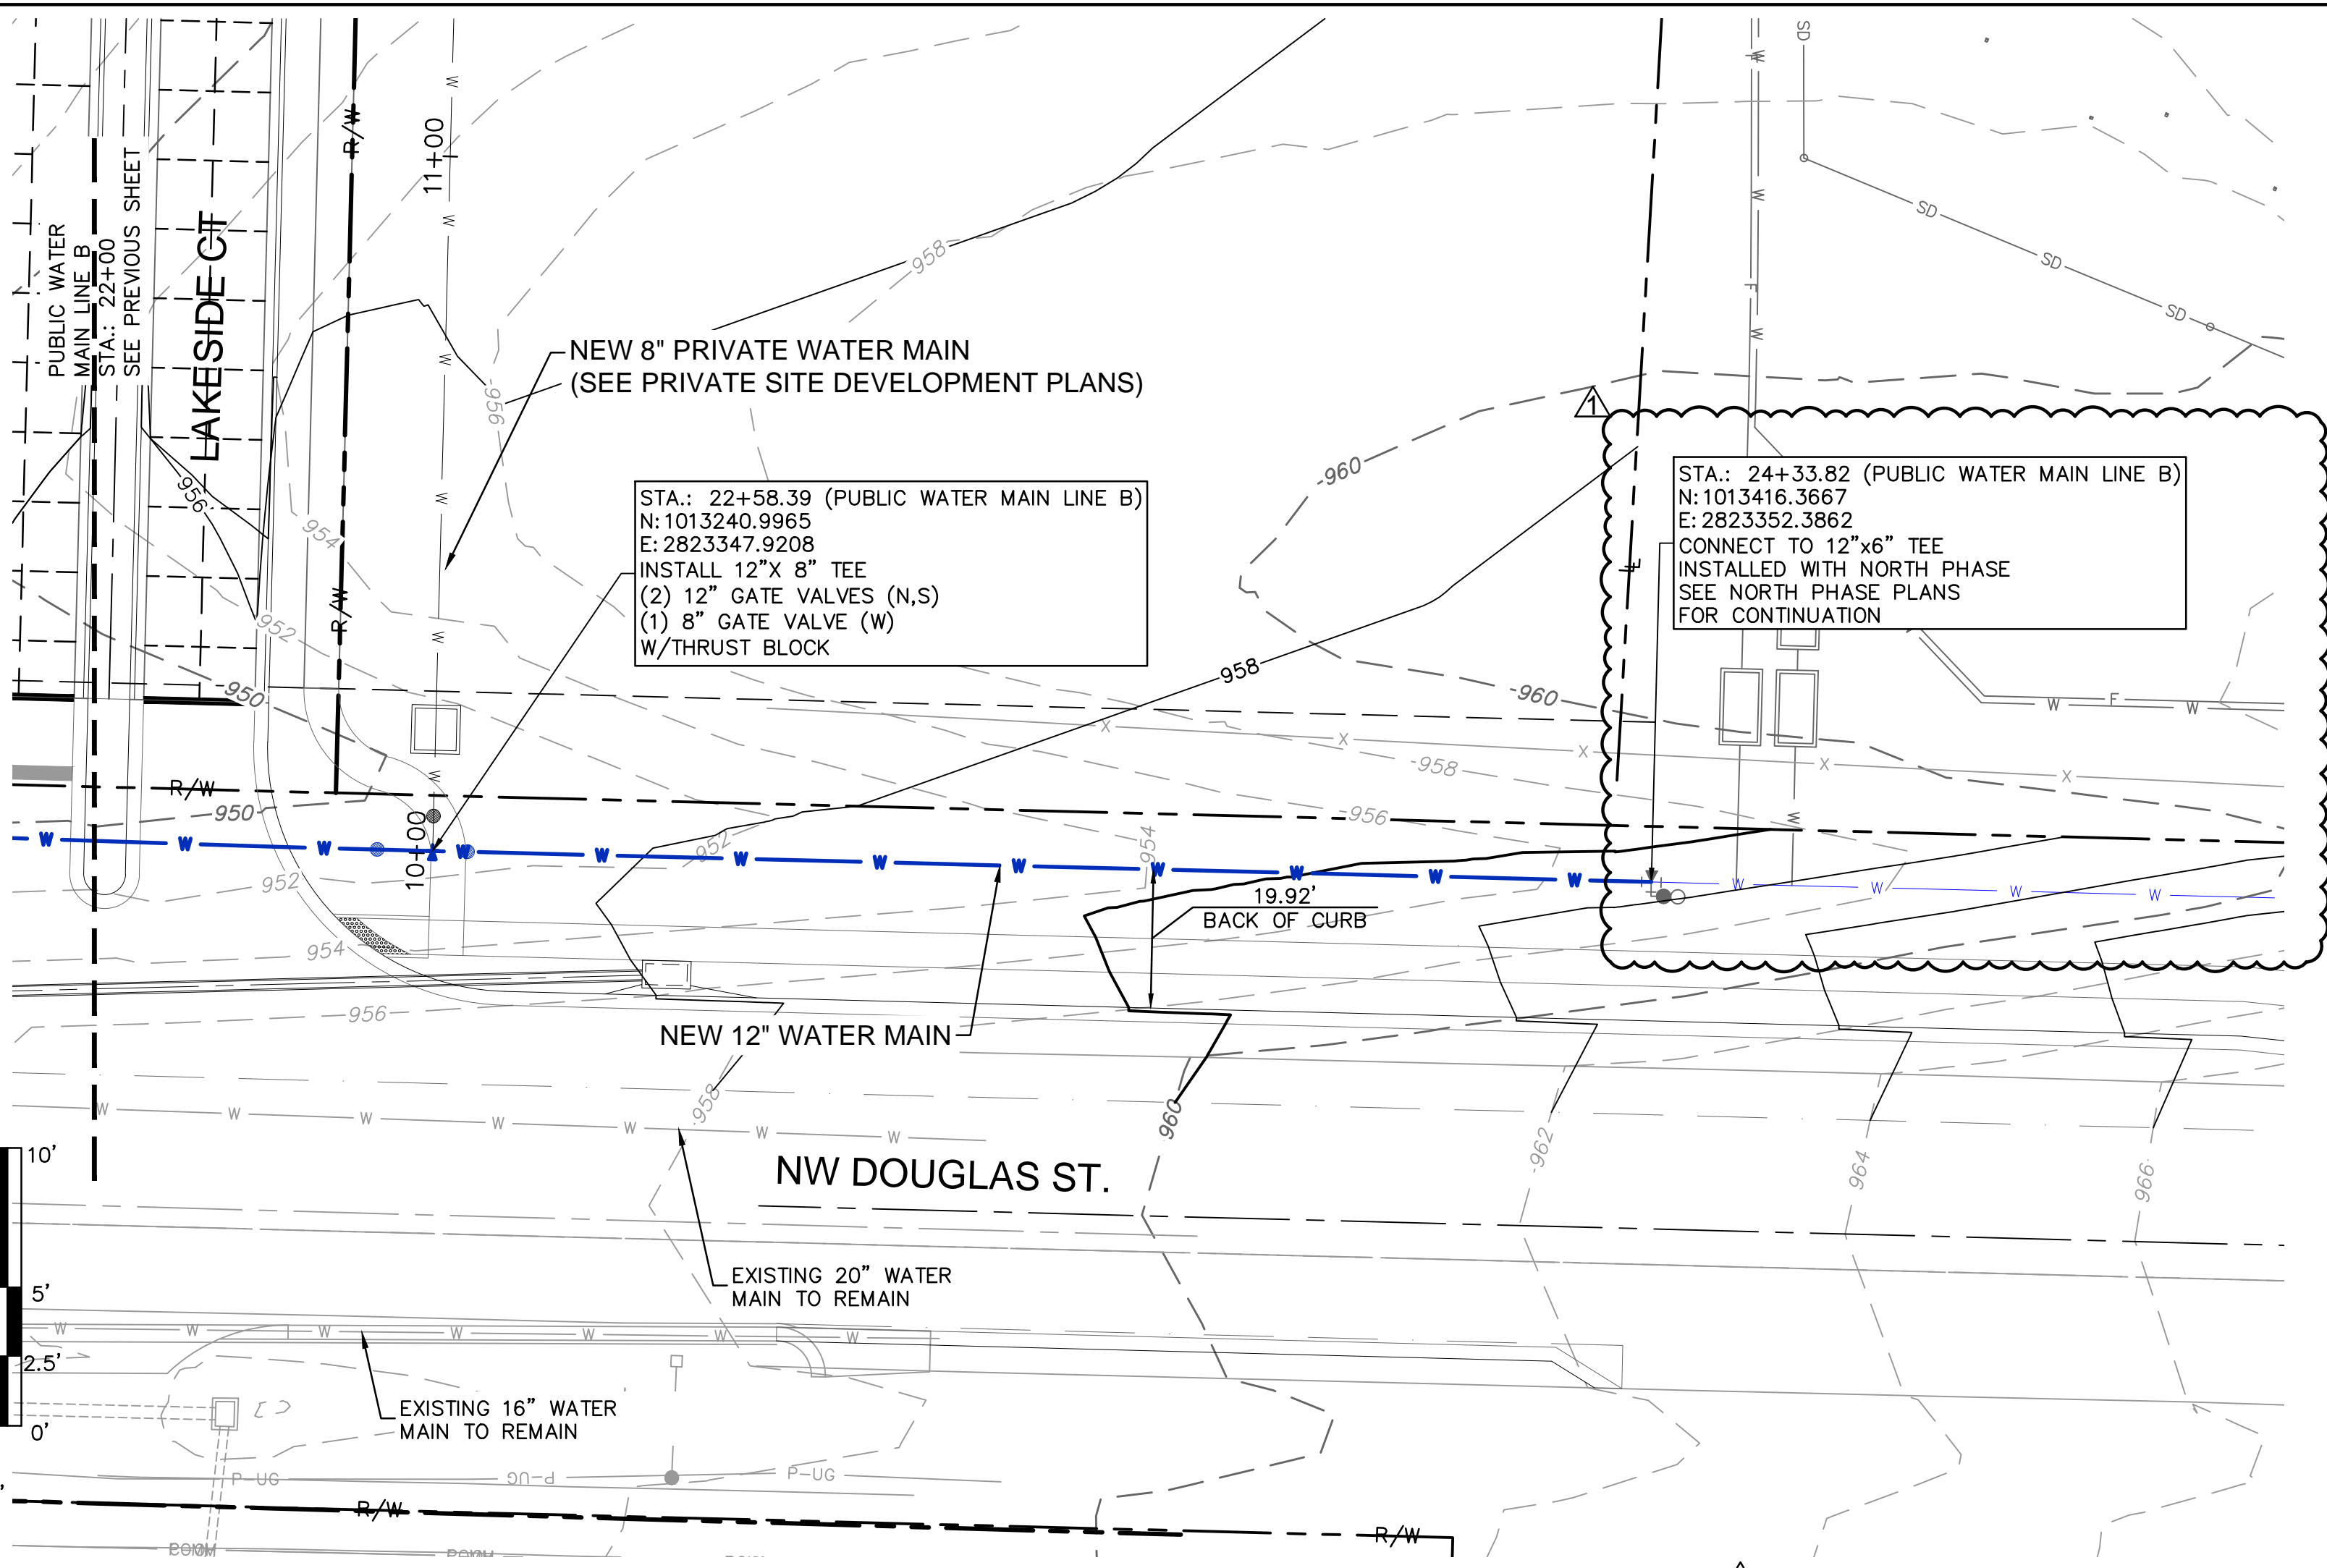 PUBLIC WATER
MAIN LINE B
STA.: 22+00
SEE PREVIOUS SHEET
LAKESIDE CT
R/W
R/W
11+00
W
W
W
W
W
W
W
SD
SD
SD
SD
W
W
F
W
958
NEW 8" PRIVATE WATER MAIN
(SEE PRIVATE SITE DEVELOPMENT PLANS)
956
956
954
952
950
1
960
STA.: 22+58.39 (PUBLIC WATER MAIN LINE B)
N:1013240.9965
E:2823347.9208
INSTALL 12”X 8” TEE
(2) 12” GATE VALVES (N,S)
(1) 8” GATE VALVE (W)
W/THRUST BLOCK
STA.: 24+33.82 (PUBLIC WATER MAIN LINE B)
N:1013416.3667
E:2823352.3862
CONNECT TO 12”x6” TEE
INSTALLED WITH NORTH PHASE
SEE NORTH PHASE PLANS
FOR CONTINUATION
958
960
W F W
X X X X X
958
956
954
952
R/W
950
10+00
W W W W W W W W W W W W
W W W W
W
952
954
956
19.92’
BACK OF CURB
NEW 12" WATER MAIN
958
960
962
964
966
W W W W W W W
NW DOUGLAS ST.
10’
5’
2.5’
0’
EXISTING 20” WATER
MAIN TO REMAIN
W W W W W W W
EXISTING 16” WATER
MAIN TO REMAIN
P-UG P-UG P-UG
R/W
R/W